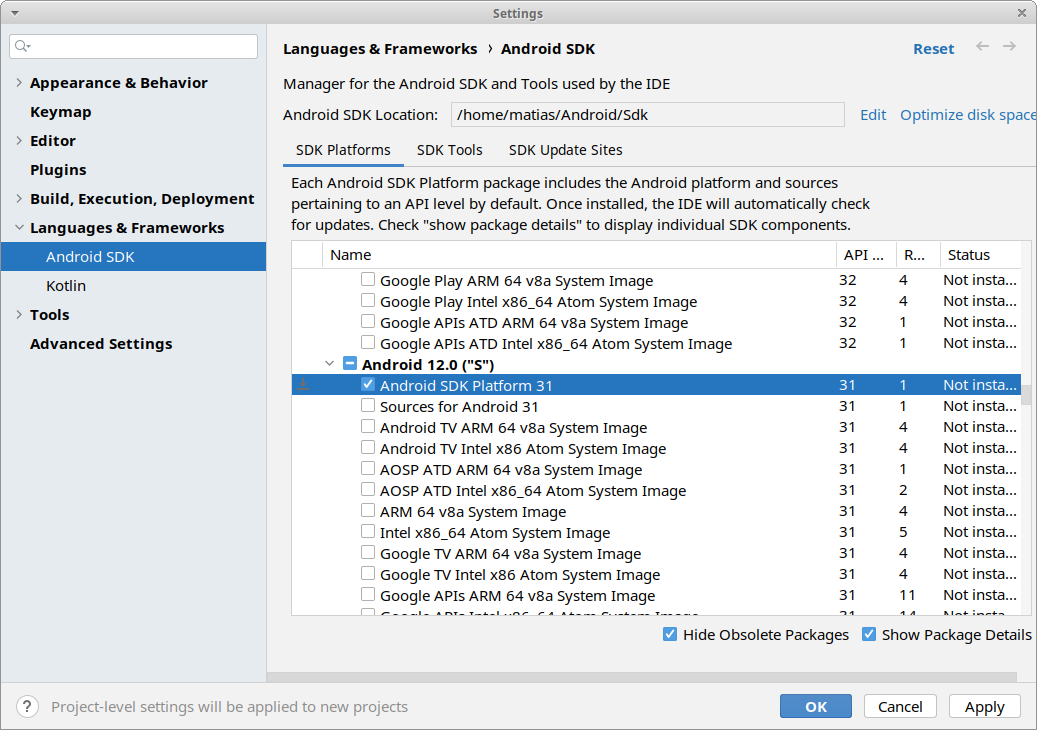 Settings
Languages & Frameworks › Android SDK
Reset
Appearance & Behavior
Keymap
Editor
Plugins
Build, Execution, Deployment
Languages & Frameworks
Android SDK
Kotlin
Tools
Advanced Settings
Manager for the Android SDK and Tools used by the IDE
Android SDK Location: /home/matias/Android/Sdk Edit Optimize disk space
SDK Platforms SDK Tools SDK Update Sites
Each Android SDK Platform package includes the Android platform and sources
pertaining to an API level by default. Once installed, the IDE will automatically check
for updates. Check "show package details" to display individual SDK components.
Name API ... R... Status
Google Play ARM 64 v8a System Image 32 4 Not insta...
Google Play Intel x86_64 Atom System Image 32 4 Not insta...
Google APIs ATD ARM 64 v8a System Image 32 1 Not insta...
Google APIs ATD Intel x86_64 Atom System Image 32 1 Not insta...
Android 12.0 ("S")
Android SDK Platform 31 31 1 Not insta...
Sources for Android 31 31 1 Not insta...
Android TV ARM 64 v8a System Image 31 4 Not insta...
Android TV Intel x86 Atom System Image 31 4 Not insta...
AOSP ATD ARM 64 v8a System Image 31 1 Not insta...
AOSP ATD Intel x86_64 Atom System Image 31 2 Not insta...
ARM 64 v8a System Image 31 4 Not insta...
Intel x86_64 Atom System Image 31 5 Not insta...
Google TV ARM 64 v8a System Image 31 4 Not insta...
Google TV Intel x86 Atom System Image 31 4 Not insta...
Google APIs ARM 64 v8a System Image 31 11 Not insta...
Google APIs Intel x86_64 Atom System Image 31 14 Not insta...
Hide Obsolete Packages Show Package Details
? Project-level settings will be applied to new projects
OK Cancel Apply